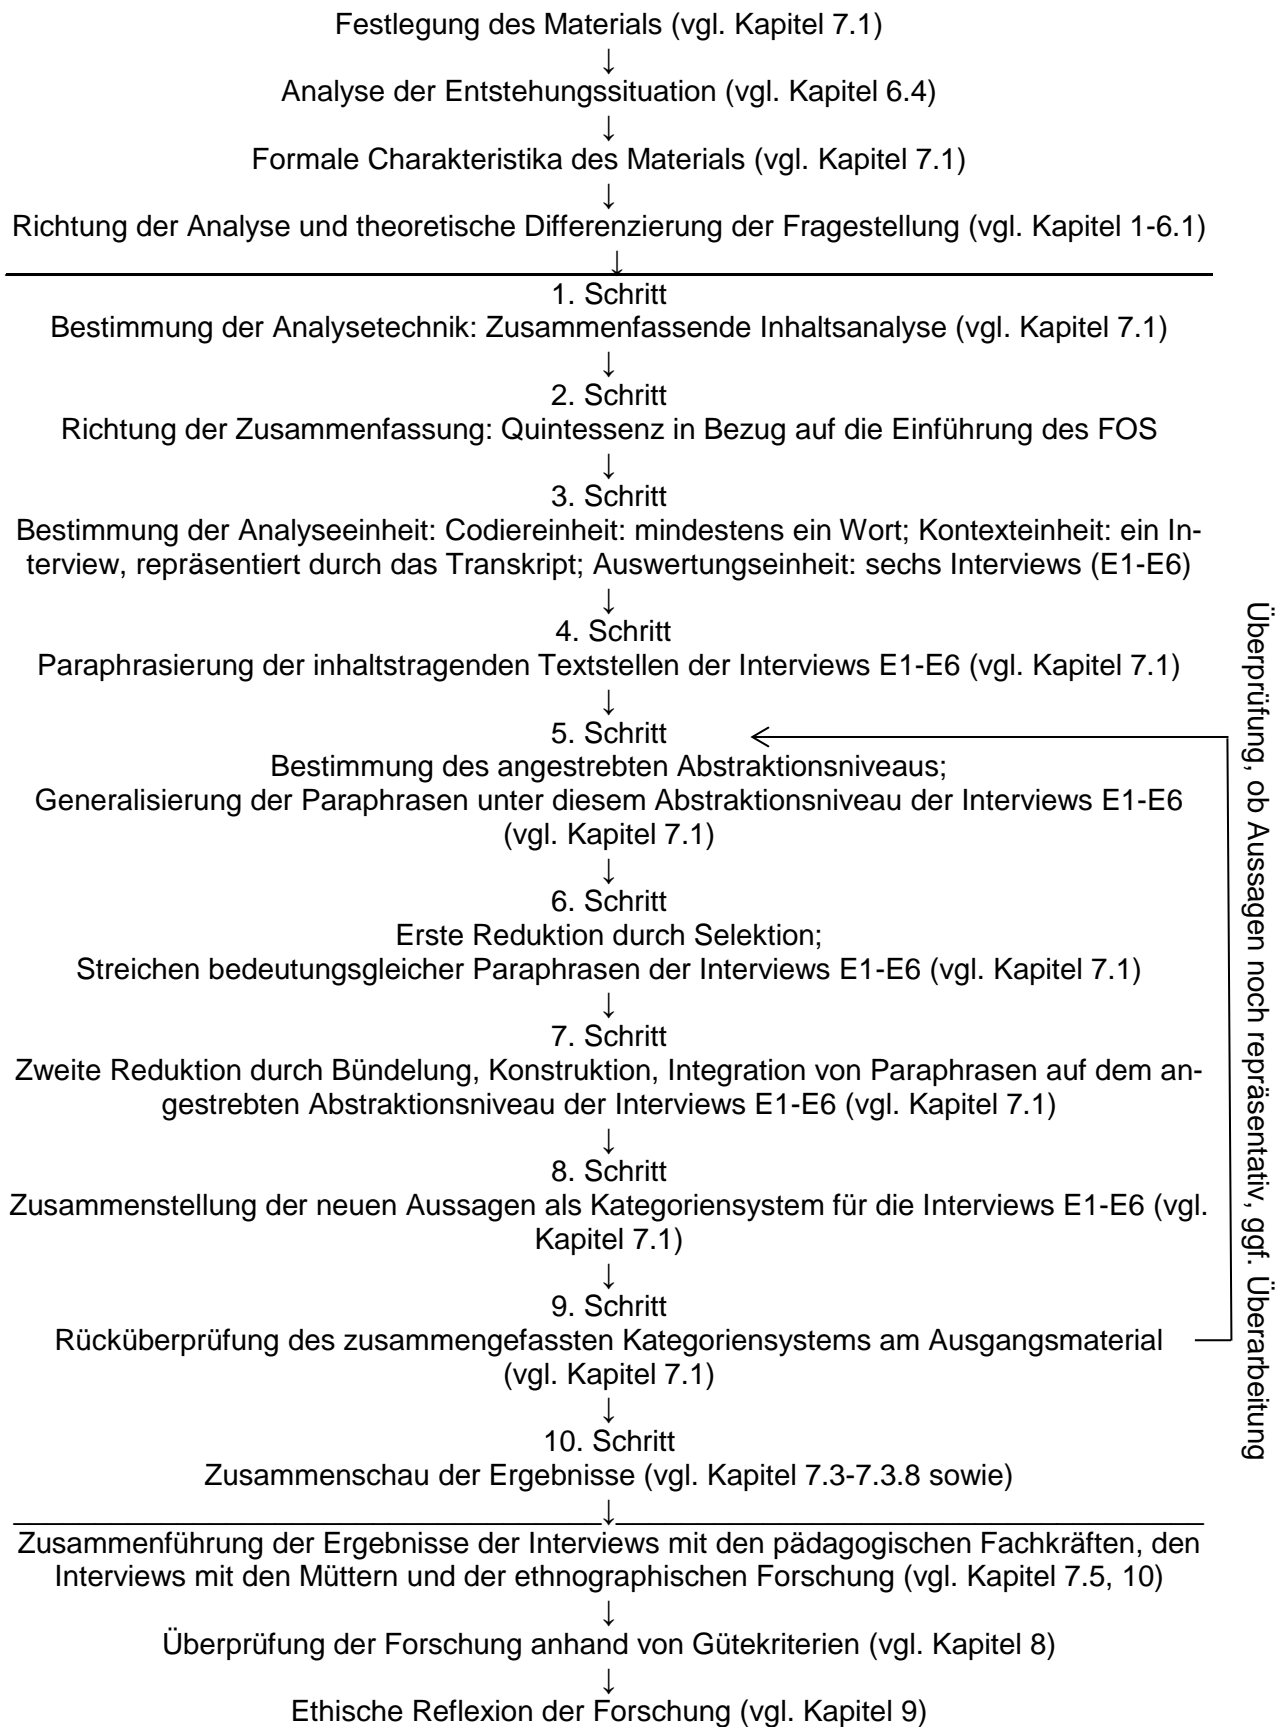 Festlegung des Materials (vgl. Kapitel 7.1)
↓
Analyse der Entstehungssituation (vgl. Kapitel 6.4)
↓
Formale Charakteristika des Materials (vgl. Kapitel 7.1)
↓
Richtung der Analyse und theoretische Differenzierung der Fragestellung (vgl. Kapitel 1-6.1)
↓
1. Schritt
Bestimmung der Analysetechnik: Zusammenfassende Inhaltsanalyse (vgl. Kapitel 7.1)
↓
2. Schritt
Richtung der Zusammenfassung: Quintessenz in Bezug auf die Einführung des FOS
↓
3. Schritt
Bestimmung der Analyseeinheit: Codiereinheit: mindestens ein Wort; Kontexteinheit: ein In-
terview, repräsentiert durch das Transkript; Auswertungseinheit: sechs Interviews (E1-E6)
↓
4. Schritt
Paraphrasierung der inhaltstragenden Textstellen der Interviews E1-E6 (vgl. Kapitel 7.1)
↓
5. Schritt
Bestimmung des angestrebten Abstraktionsniveaus;
Generalisierung der Paraphrasen unter diesem Abstraktionsniveau der Interviews E1-E6
(vgl. Kapitel 7.1)
↓
6. Schritt
Erste Reduktion durch Selektion;
Streichen bedeutungsgleicher Paraphrasen der Interviews E1-E6 (vgl. Kapitel 7.1)
↓
7. Schritt
Zweite Reduktion durch Bündelung, Konstruktion, Integration von Paraphrasen auf dem an-
gestrebten Abstraktionsniveau der Interviews E1-E6 (vgl. Kapitel 7.1)
↓
8. Schritt
Zusammenstellung der neuen Aussagen als Kategoriensystem für die Interviews E1-E6 (vgl.
Kapitel 7.1)
↓
9. Schritt
Rücküberprüfung des zusammengefassten Kategoriensystems am Ausgangsmaterial
(vgl. Kapitel 7.1)
↓
10. Schritt
Zusammenschau der Ergebnisse (vgl. Kapitel 7.3-7.3.8 sowie)
↓
Zusammenführung der Ergebnisse der Interviews mit den pädagogischen Fachkräften, den
Interviews mit den Müttern und der ethnographischen Forschung (vgl. Kapitel 7.5, 10)
↓
Überprüfung der Forschung anhand von Gütekriterien (vgl. Kapitel 8)
↓
Ethische Reflexion der Forschung (vgl. Kapitel 9)
Überprüfung, ob Aussagen noch repräsentativ, ggf. Überarbeitung